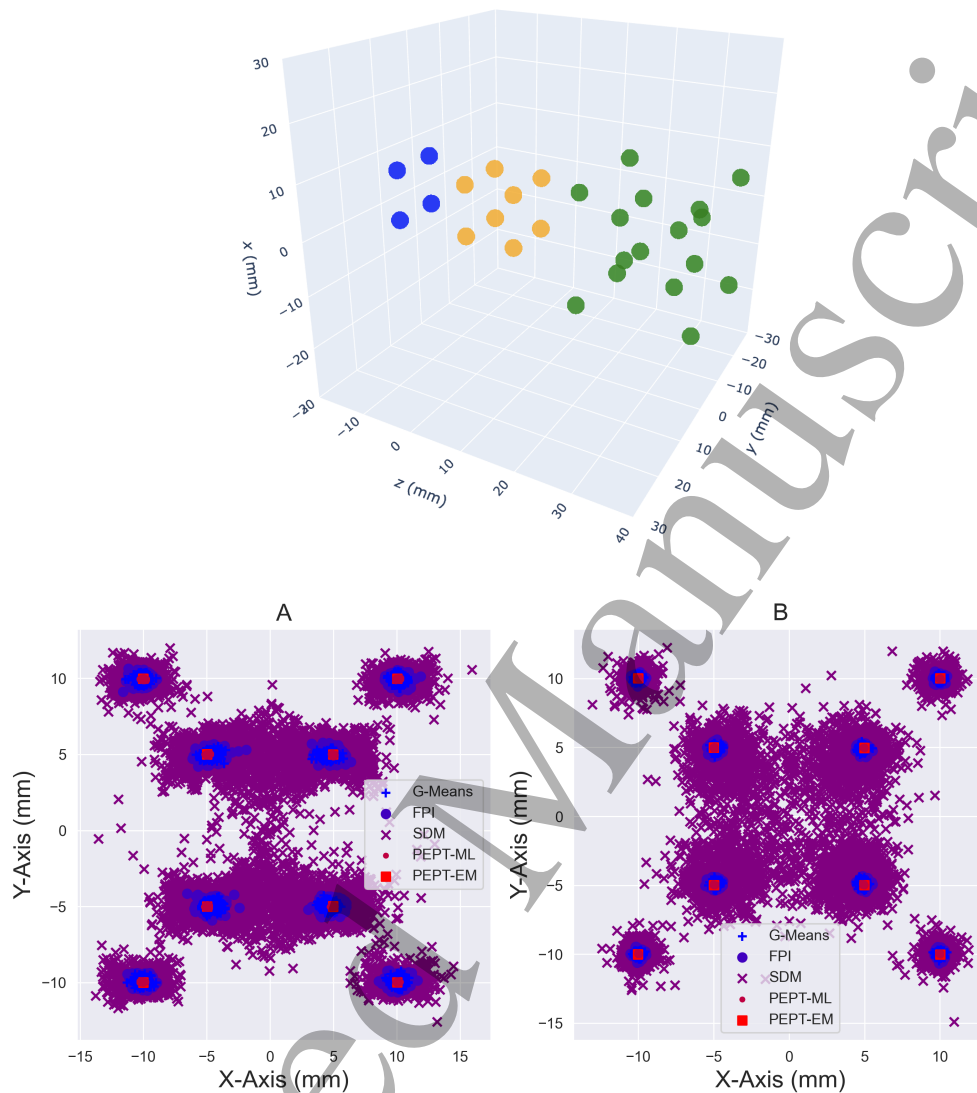 30
20
10
0
−10
−20
x (mm)
−20
−10
0
10
20
30
40
z (mm)
−30
−20
−10
0
10
20
30
y (mm)
A
10
5
0
−5
−10
Y-Axis (mm)
G-Means
FPI
SDM
PEPT-ML
PEPT-EM
−15
−10
−5
0
5
10
15
X-Axis (mm)
B
10
5
0
−5
−10
−15
Y-Axis (mm)
G-Means
FPI
SDM
PEPT-ML
PEPT-EM
−10
−5
0
5
10
X-Axis (mm)
ed Manuscri